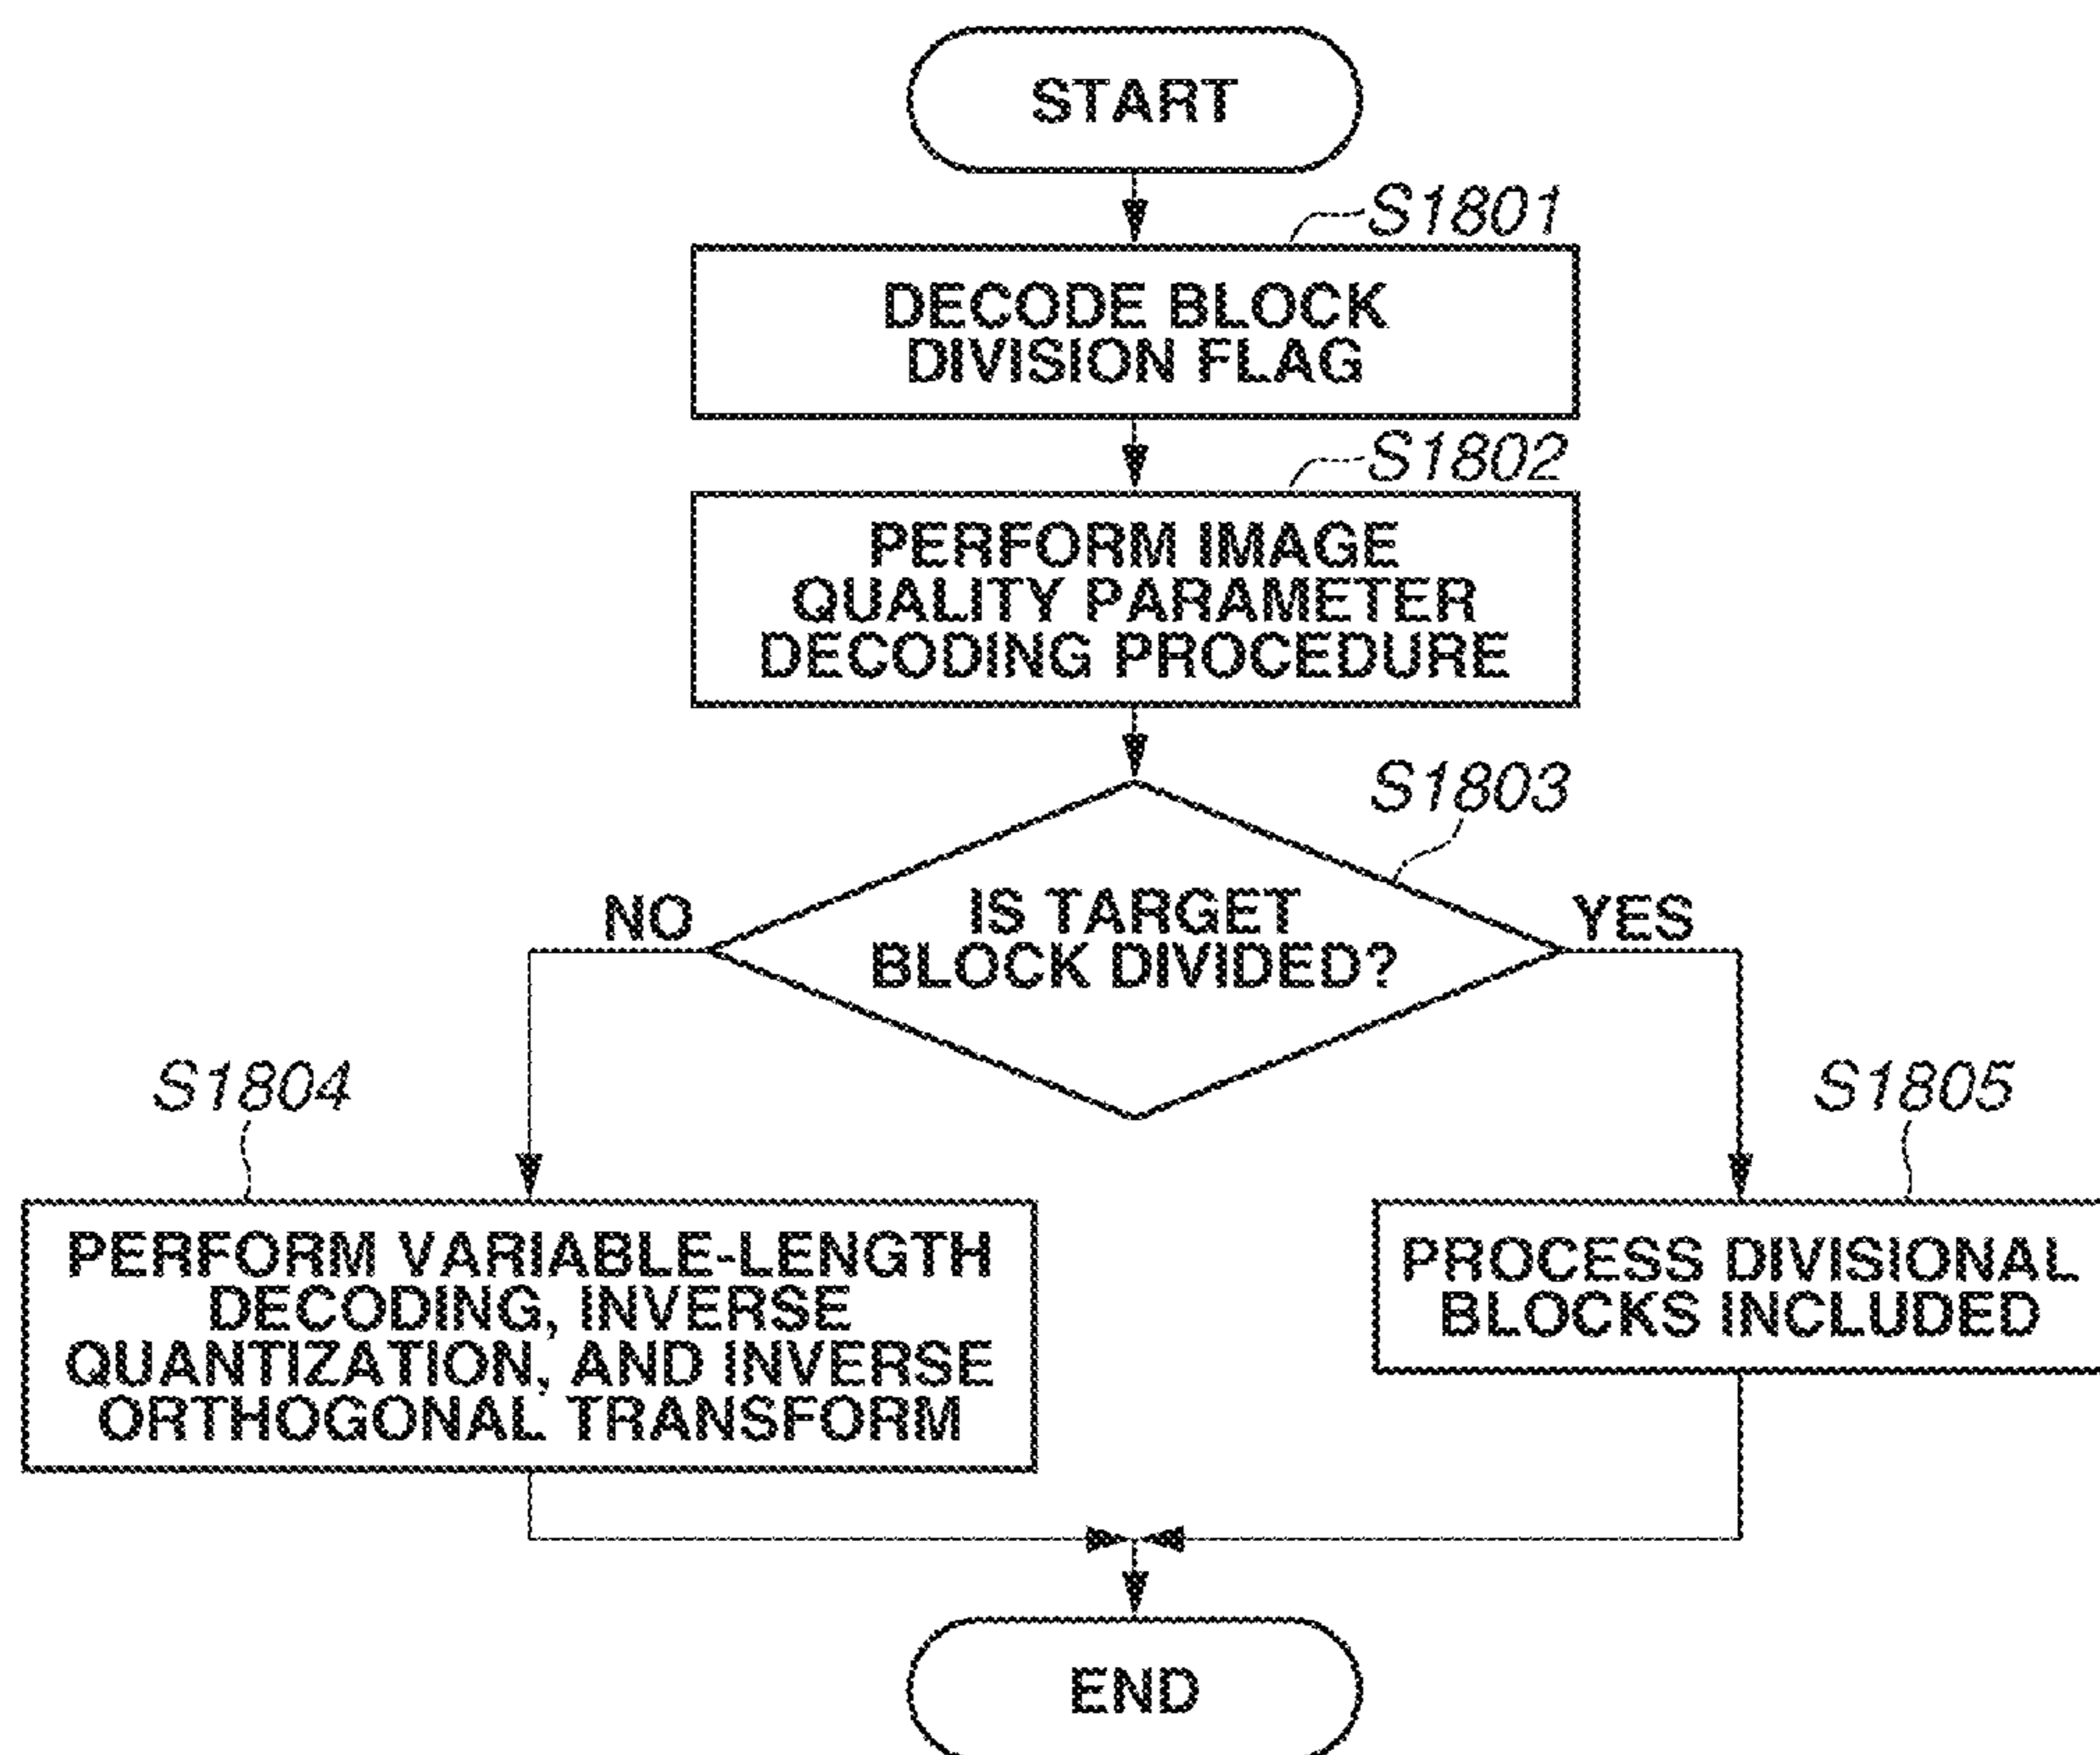 START
S1801
DECODE BLOCK
DIVISION FLAG
S1802
PERFORM IMAGE
QUALITY PARAMETER
DECODING PROCEDURE
S1803
IS TARGET
BLOCK DIVIDED?
NO
YES
S1804
PERFORM VARIABLE-LENGTH
DECODING, INVERSE
QUANTIZATION, AND INVERSE
ORTHOGONAL TRANSFORM
S1805
PROCESS DIVISIONAL
BLOCKS INCLUDED
END